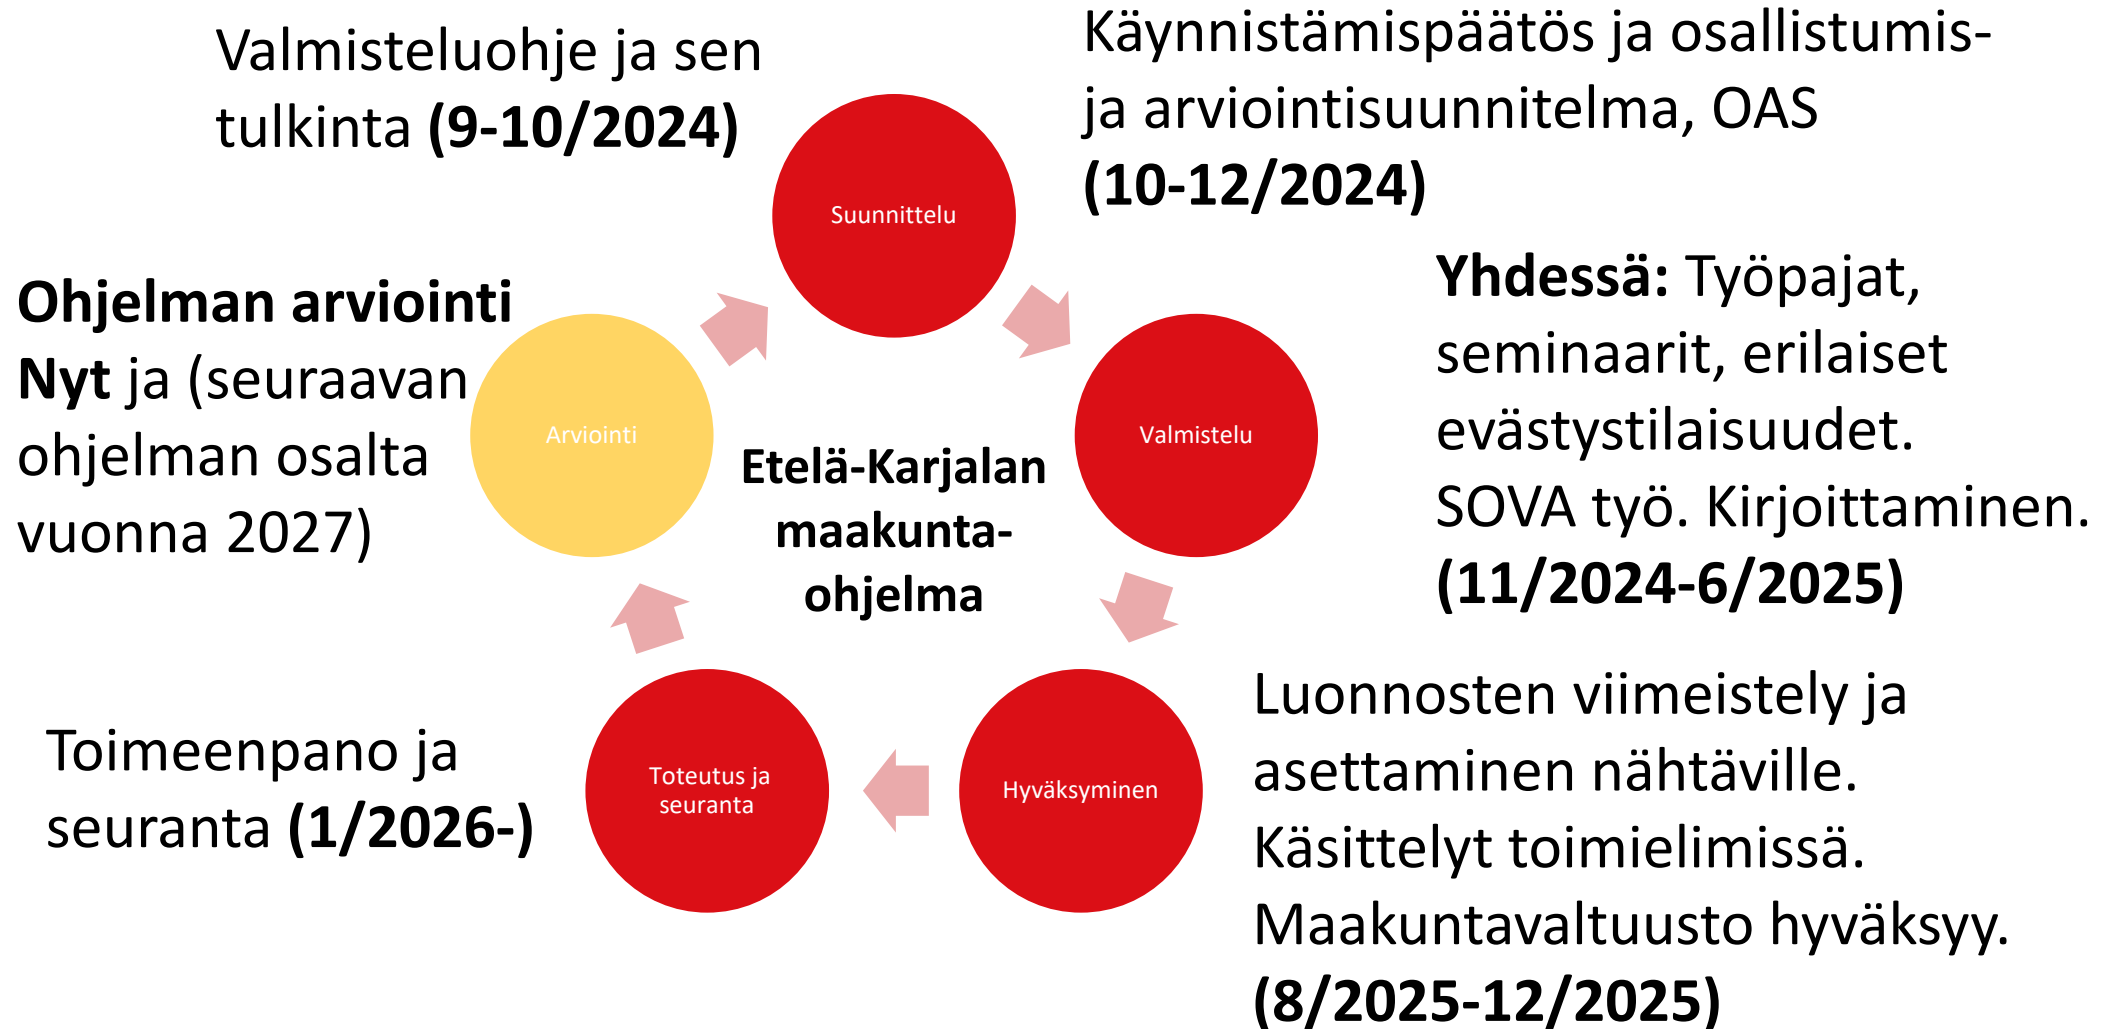 Valmisteluohje ja sen
tulkinta (9-10/2024)
Käynnistämispäätös ja osallistumis-
ja arviointisuunnitelma, OAS
(10-12/2024)
Suunnittelu
Yhdessä: Työpajat,
seminaarit, erilaiset
evästystilaisuudet.
SOVA työ. Kirjoittaminen.
(11/2024-6/2025)
Valmistelu
Ohjelman arviointi
Nyt ja (seuraavan
ohjelman osalta
vuonna 2027)
Arviointi
Etelä-Karjalan
maakunta-
ohjelma
Luonnosten viimeistely ja
asettaminen nähtäville.
Käsittelyt toimielimissä.
Maakuntavaltuusto hyväksyy.
(8/2025-12/2025)
Hyväksyminen
Toteutus ja
seuranta
Toimeenpano ja
seuranta (1/2026-)